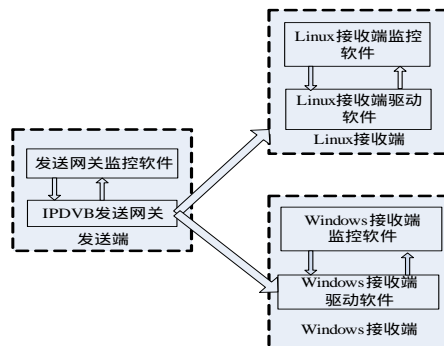 Linux接收端监控
软件
Linux接收端驱动
软件
Linux接收端
发送网关监控软件
IPDVB发送网关
发送端
Windows接收端
监控软件
Windows接收端
驱动软件
Windows接收端